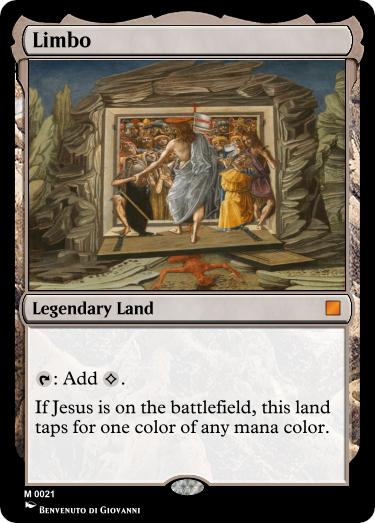 Limbo
Legendary Land
: Add .
If Jesus is on the battlefield, this land
taps for one color of any mana color.
M 0021
Benvenuto di Giovanni